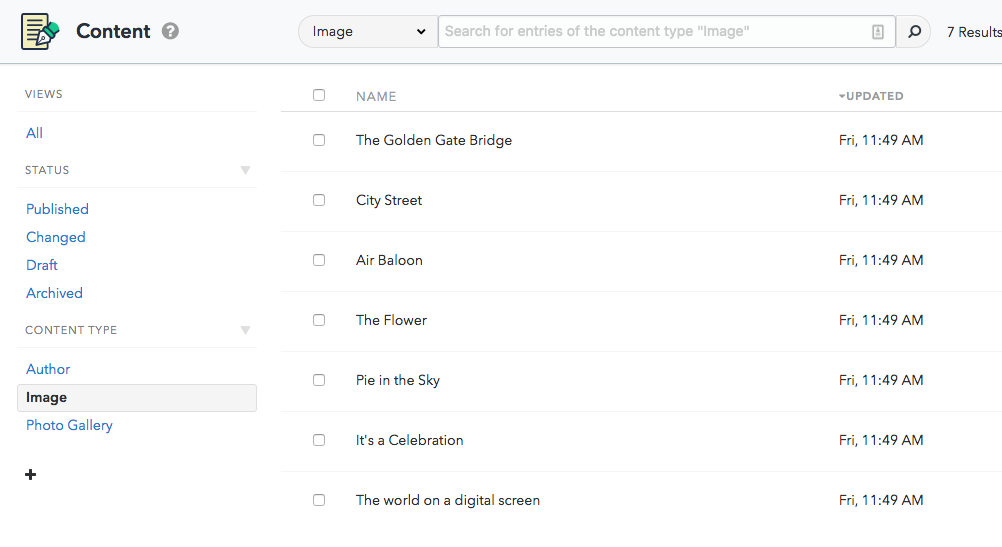 Content ?
Image
Search for entries of the content type "Image"
7 Results
VIEWS
All
STATUS
Published
Changed
Draft
Archived
CONTENT TYPE
Author
Image
Photo Gallery
+
NAME UPDATED
The Golden Gate Bridge Fri, 11:49 AM
City Street Fri, 11:49 AM
Air Baloon Fri, 11:49 AM
The Flower Fri, 11:49 AM
Pie in the Sky Fri, 11:49 AM
It's a Celebration Fri, 11:49 AM
The world on a digital screen Fri, 11:49 AM